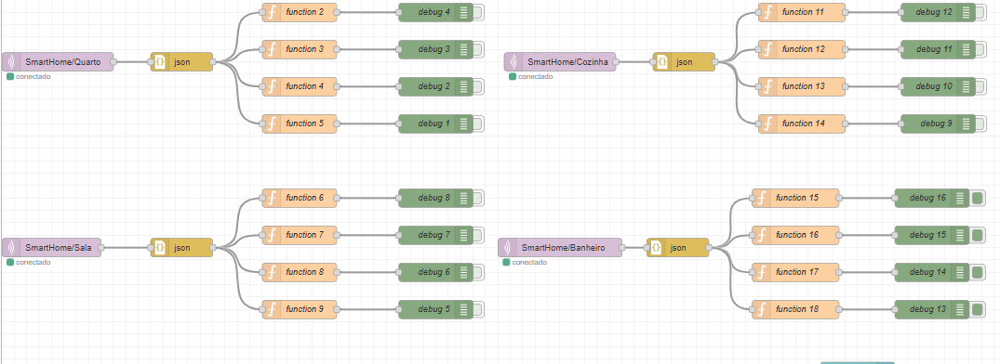 SmartHome/Quarto
conectado
json
function 2
debug 4
function 3
debug 3
function 4
debug 2
function 5
debug 1
SmartHome/Cozinha
conectado
json
function 11
debug 12
function 12
debug 11
function 13
debug 10
function 14
debug 9
SmartHome/Sala
conectado
json
function 6
debug 8
function 7
debug 7
function 8
debug 6
function 9
debug 5
SmartHome/Banheiro
conectado
json
function 15
debug 16
function 16
debug 15
function 17
debug 14
function 18
debug 13